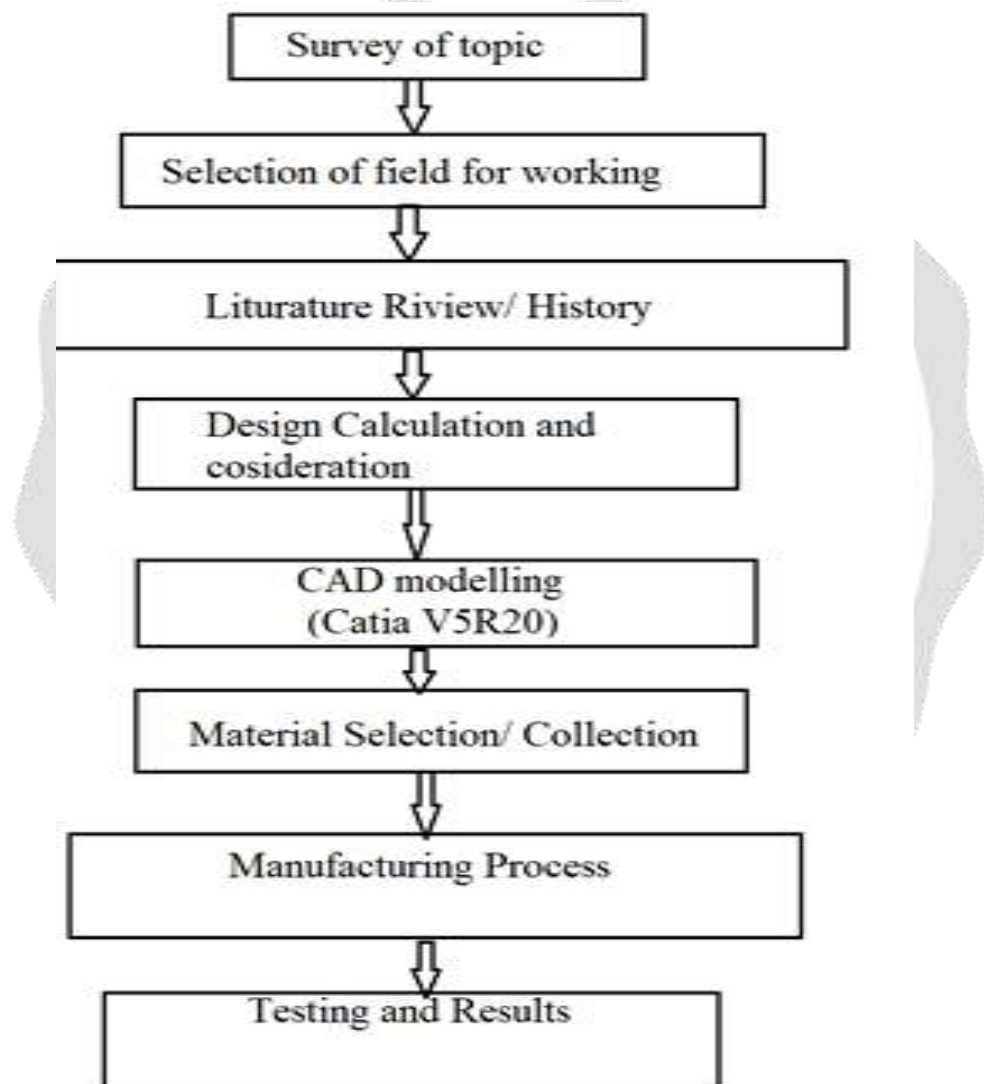 Survey of topic
Selection of field for working
Liturature Riview/ History
Design Calculation and
cosideration
CAD modelling
(Catia V5R20)
Material Selection/ Collection
Manufacturing Process
Testing and Results